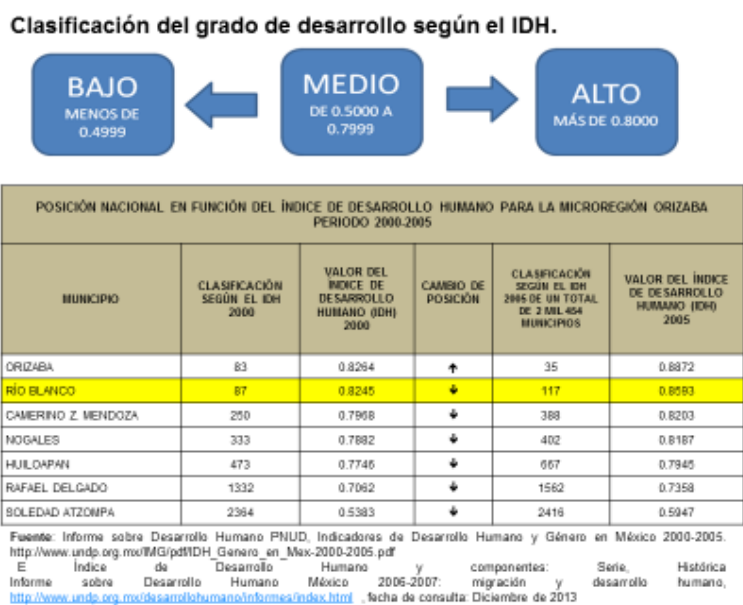 Clasificación del grado de desarrollo según el IDH.
BAJO
MENOS DE
0.4999
MEDIO
DE 0.5000 A
0.7999
ALTO
MÁS DE 0.8000
POSICIÓN NACIONAL EN FUNCIÓN DEL ÍNDICE DE DESARROLLO HUMANO PARA LA MICROREGIÓN ORIZABA
PERIODO 2000-2005
MUNICIPIO
CLASIFICACIÓN
SEGÚN EL IDH
2000
VALOR DEL
ÍNDICE DE
DESARROLLO
HUMANO (IDH)
2000
CAMBIO DE
POSICIÓN
CLASIFICACIÓN
SEGÚN EL IDH
2005 DE UN TOTAL
DE 2 MIL 454
MUNICIPIOS
VALOR DEL ÍNDICE
DE DESARROLLO
HUMANO (IDH)
2005
ORIZABA 83 0.8264 ↑ 35 0.8872
RÍO BLANCO 87 0.8245 ↓ 117 0.8593
CAMERINO Z. MENDOZA 250 0.7968 ↓ 388 0.8203
NOGALES 333 0.7882 ↓ 402 0.8187
HUILOAPAN 473 0.7746 ↓ 667 0.7945
RAFAEL DELGADO 1332 0.7062 ↓ 1562 0.7358
SOLEDAD ATZOMPA 2364 0.5383 ↓ 2416 0.5947
Fuente: Informe sobre Desarrollo Humano PNUD, Indicadores de Desarrollo Humano y Género en México 2000-2005.
http://www.undp.org.mx/IMG/pdf/IDH_Genero_en_Mex-2000-2005.pdf
E Índice de Desarrollo Humano y componentes: Serie, Histórica
Informe sobre Desarrollo Humano México 2006-2007: migración y desarrollo humano,
http://www.undp.org.mx/desarrollohumano/informes/index.html , fecha de consulta: Diciembre de 2013